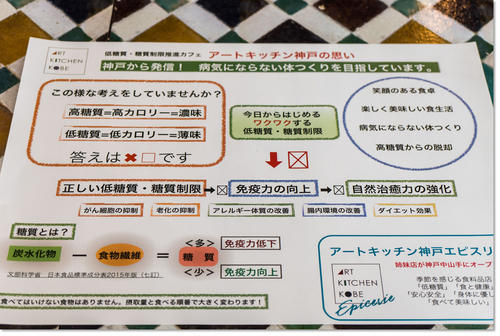 ART
KITCHEN
KOBE
低糖質・糖質制限推進カフェ アートキッチン神戸の思い
神戸から発信! 病気にならない体つくりを目指しています。
この様な考えをしていませんか?
高糖質=高カロリー=濃味
低糖質=低カロリー=薄味
答えは✖□です
今日からはじめる
ワクワクする
低糖質・糖質制限
笑顔のある食卓
楽しく美味しい食生活
病気にならない体つくり
高糖質からの脱却
正しい低糖質・糖質制限→☒免疫力の向上→☒自然治癒力の強化
がん細胞の抑制 老化の抑制 アレルギー体質の改善 腸内環境の改善 ダイエット効果
糖質とは?
炭水化物 − 食物繊維 = 糖 質
<多> 免疫力低下
<少> 免疫力向上
文部科学省 日本食品標準成分表2015年版(七訂)
食べてはいけない食物はありません。摂取量と食べる順番で大きく変わります!
アートキッチン神戸エピスリ
姉妹店が神戸中山手にオープ
ART
KITCHEN
KOBE
Epicerie
季節を感じる食料品店
「低糖質」「食と健康」
「安心安全」「身体に優し
「食べて美味しい」